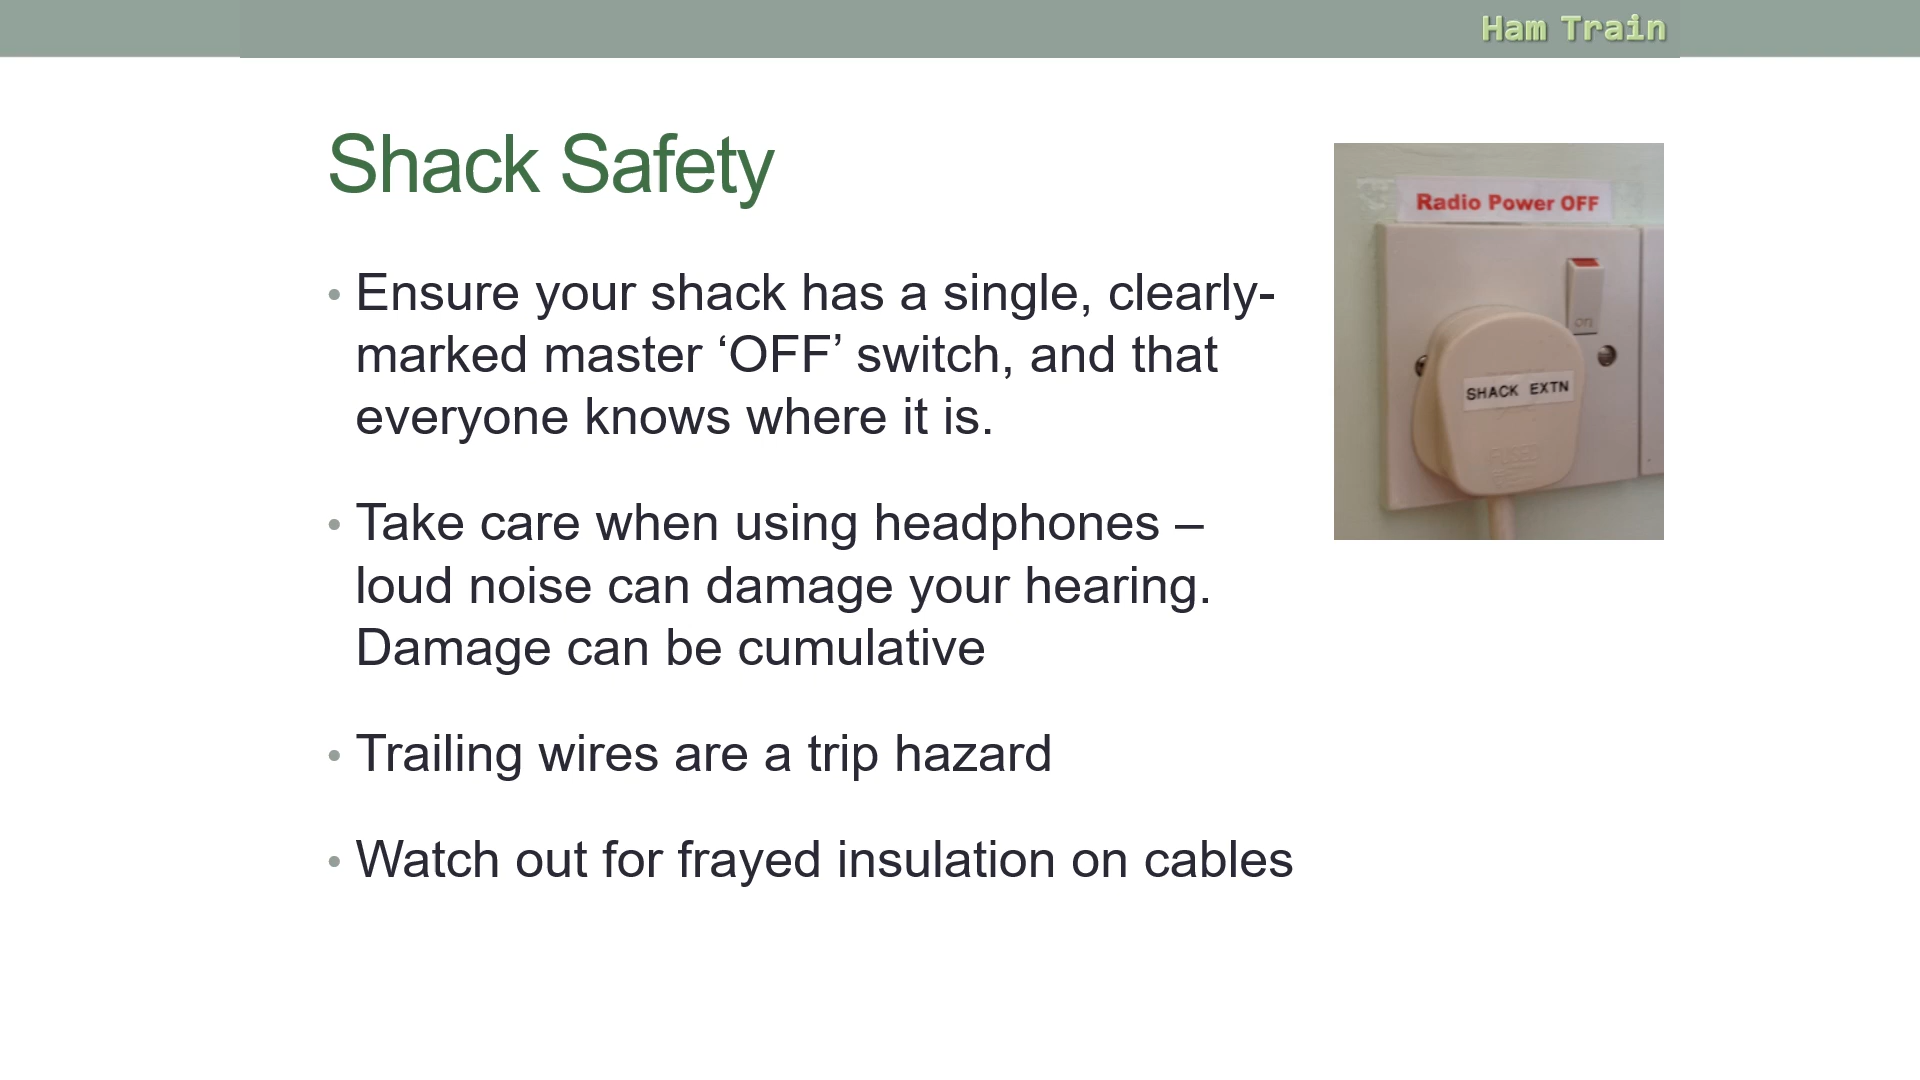 Ham Train
Shack Safety
• Ensure your shack has a single, clearly-
marked master ‘OFF’ switch, and that
everyone knows where it is.
• Take care when using headphones –
loud noise can damage your hearing.
Damage can be cumulative
• Trailing wires are a trip hazard
• Watch out for frayed insulation on cables
Radio Power OFF
on
SHACK EXTN
FUSED